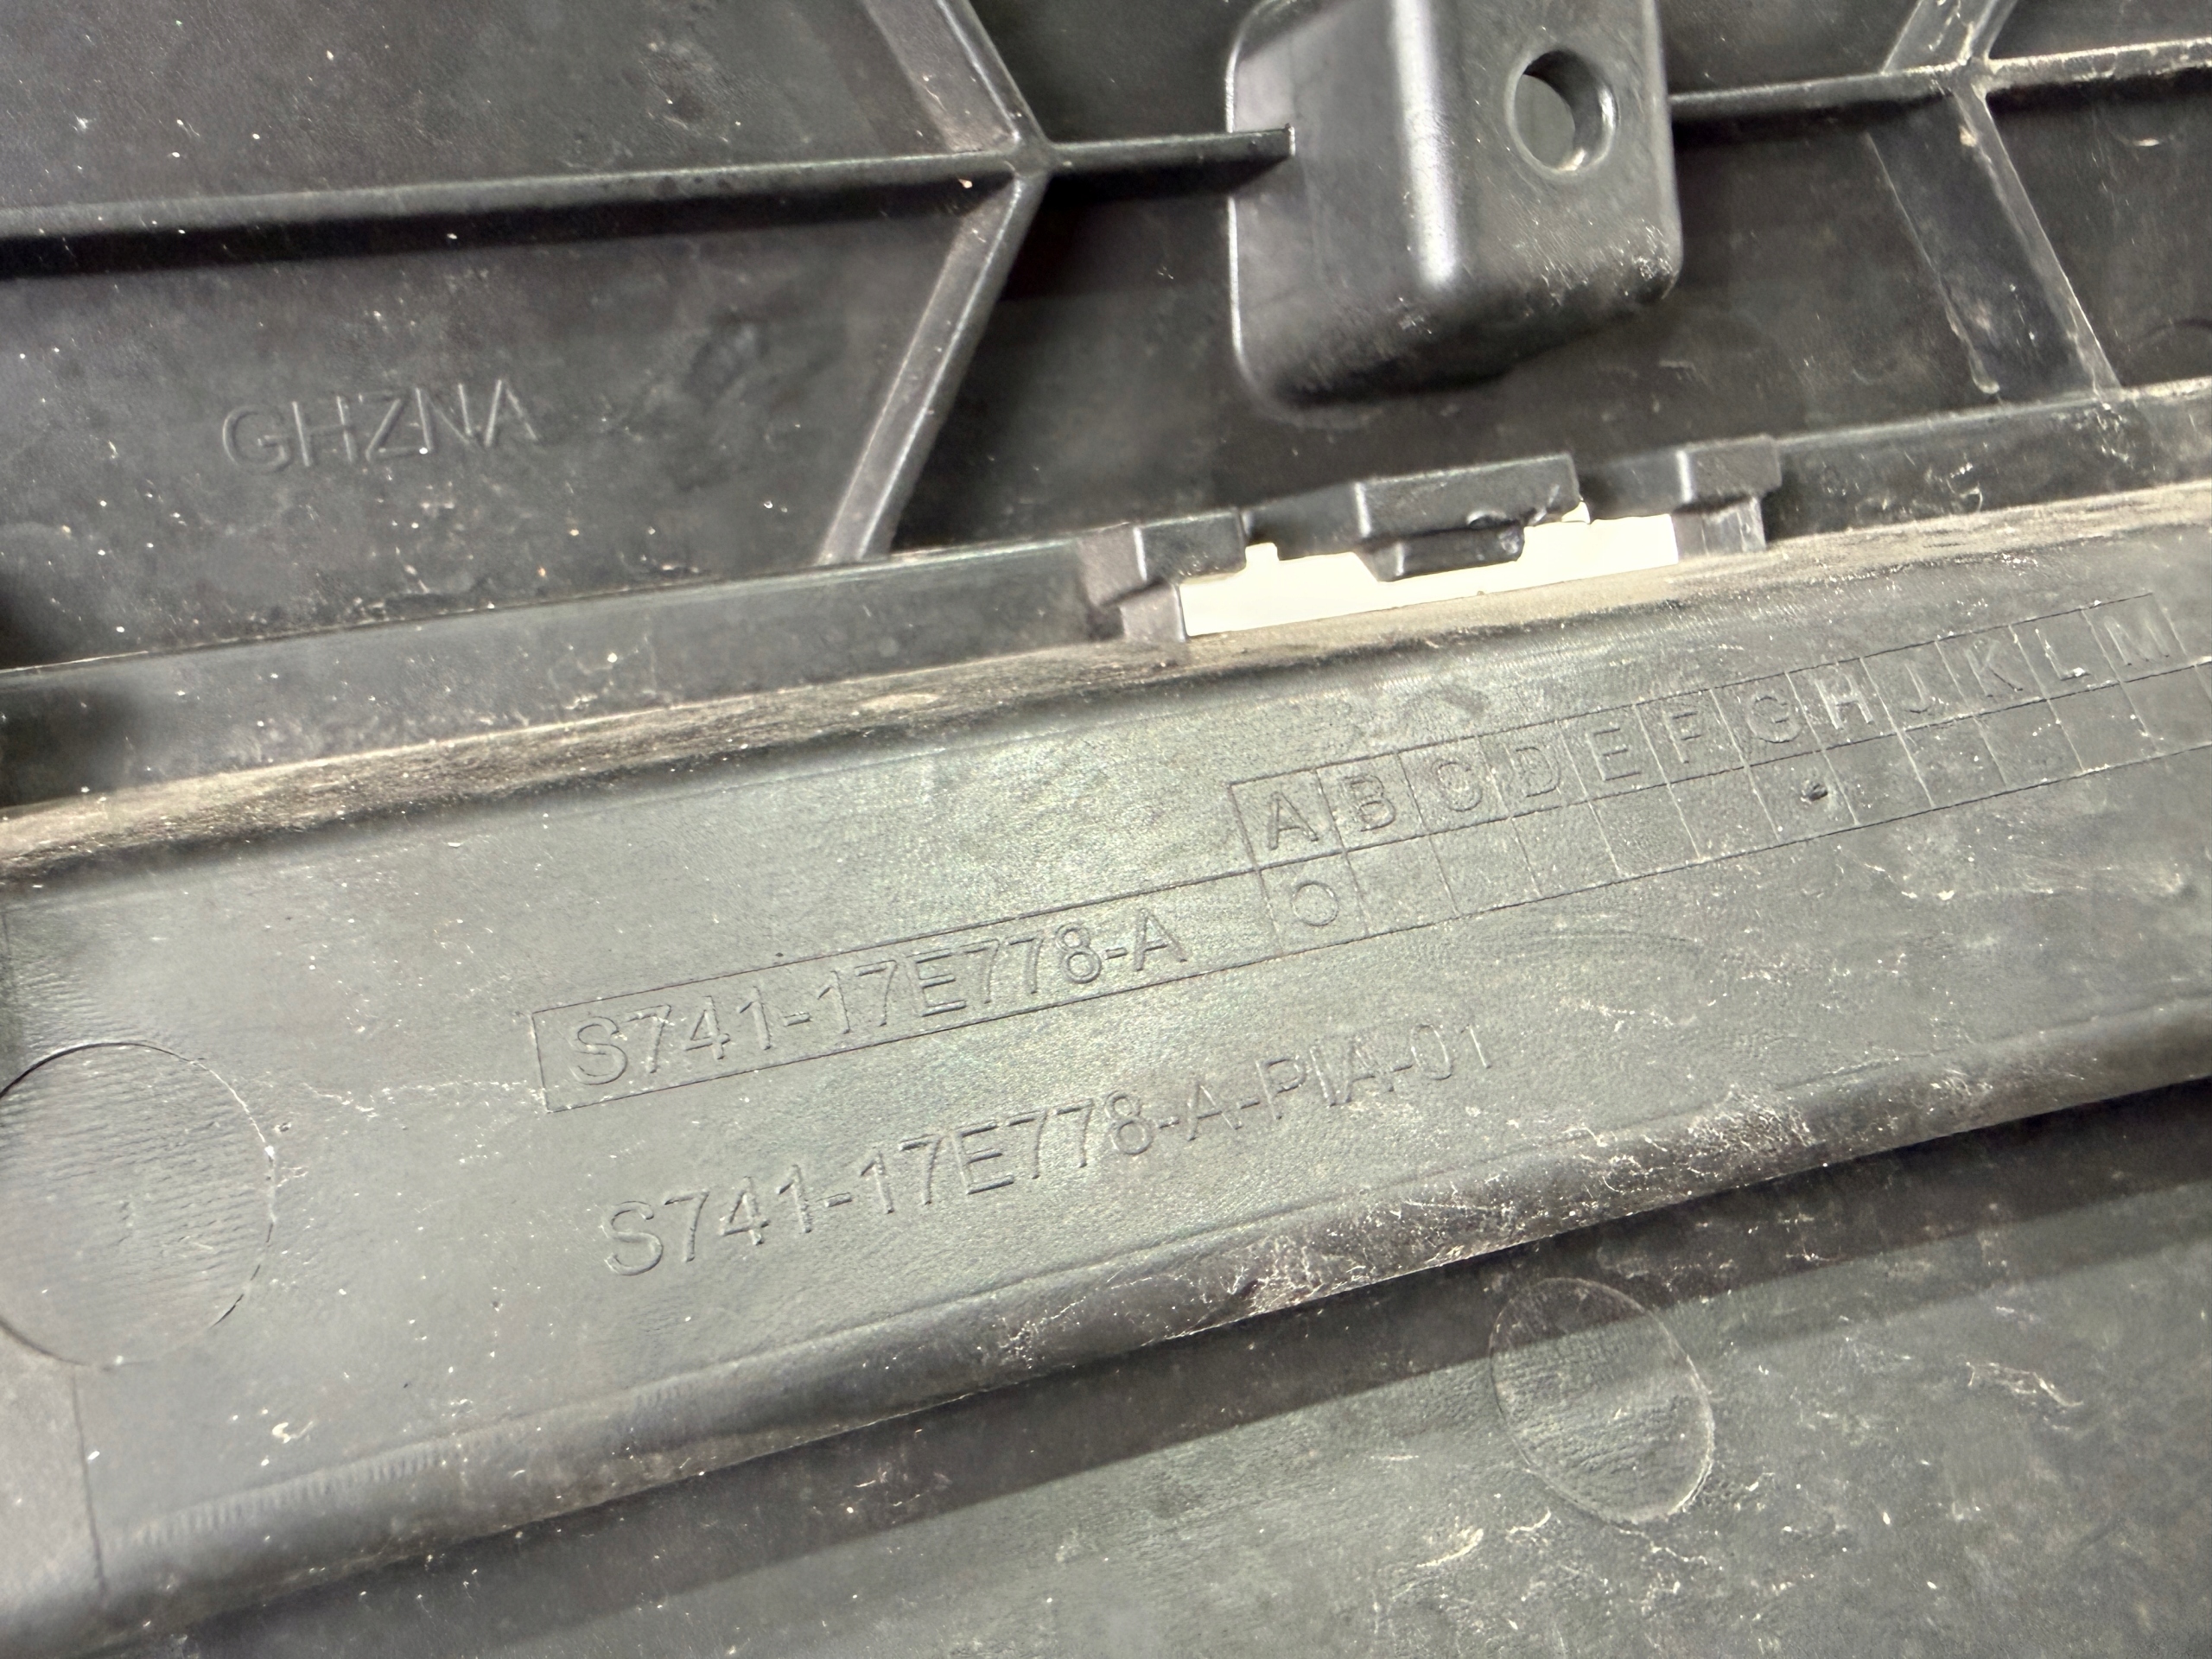 GHZNA
A B C D E F G H J K L M
S741-17E778-A O
S741-17E778-A-PIA-01